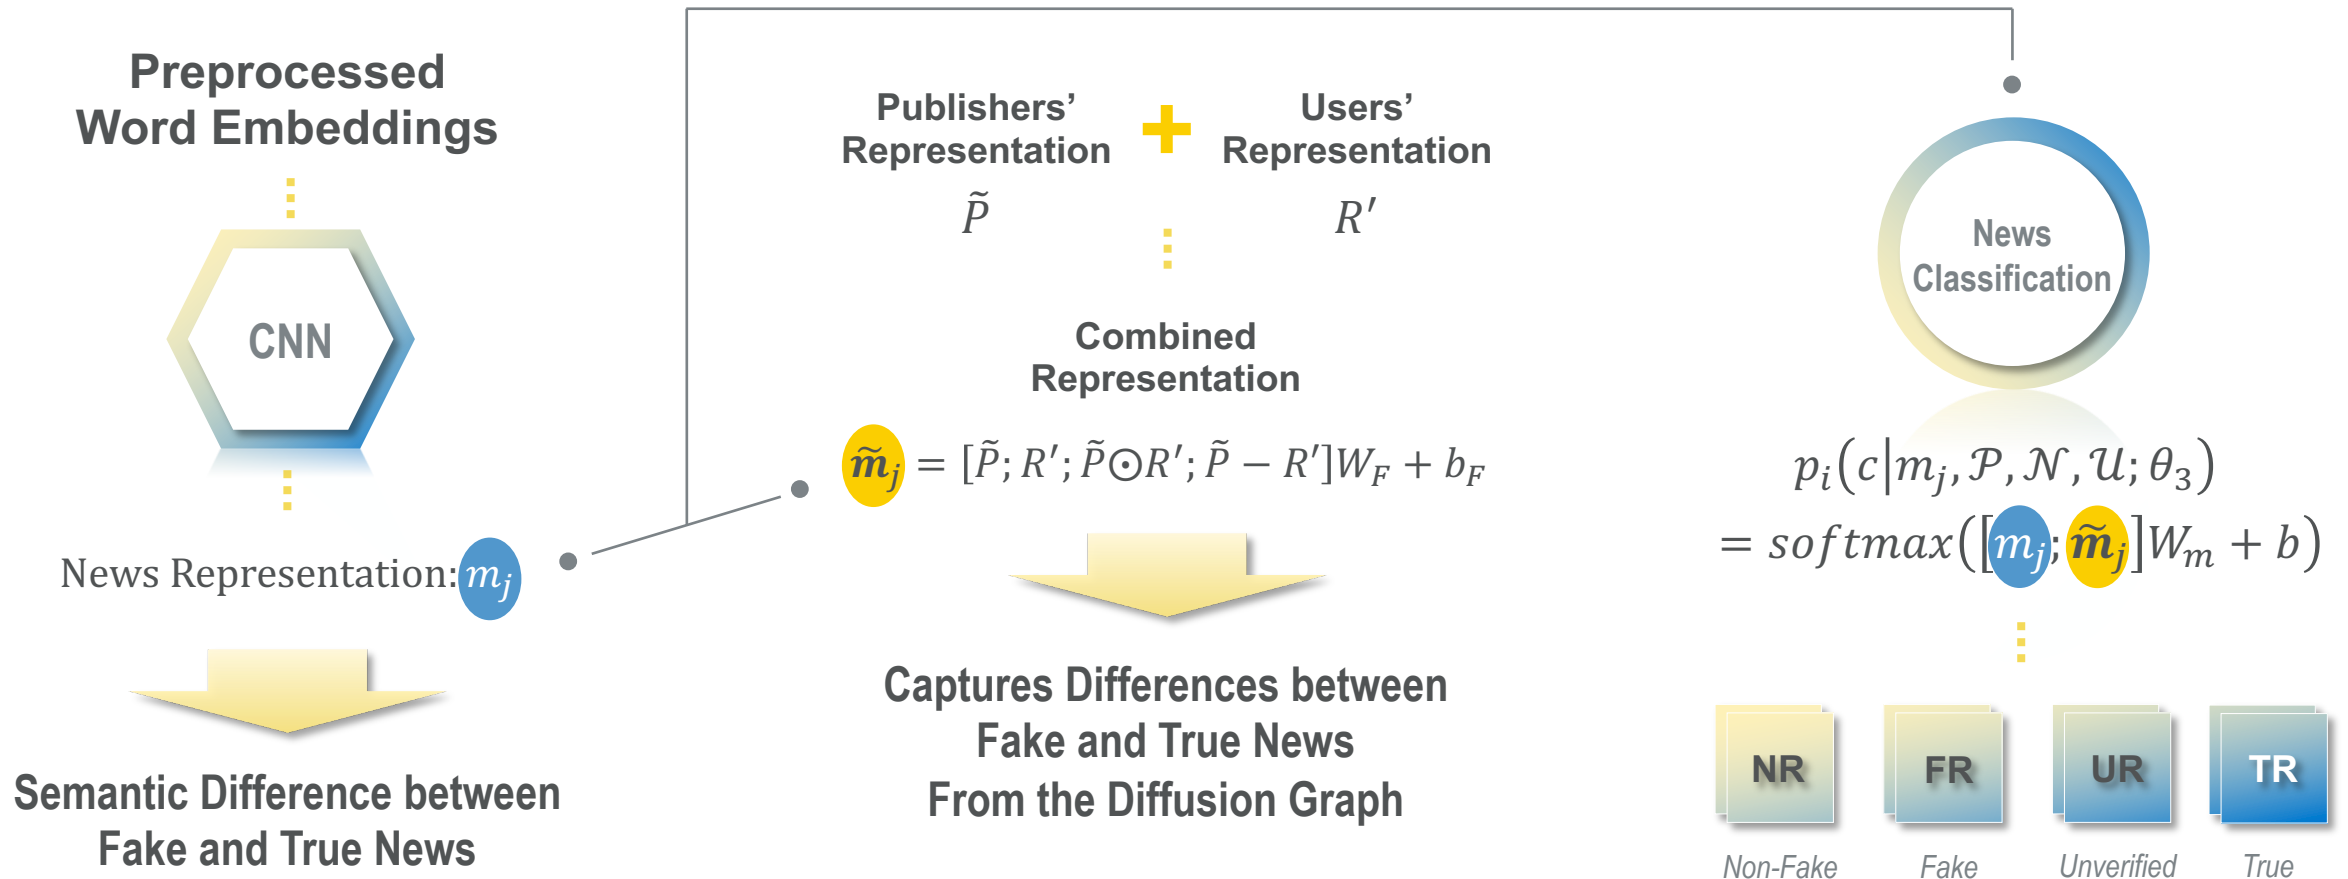 Preprocessed
Word Embeddings
CNN
News Representation: m_j
Semantic Difference between
Fake and True News
Publishers’
Representation
P̃
+
Users’
Representation
R′
Combined
Representation
m̃_j = [P̃; R′; P̃⊙R′; P̃ − R′]W_F + b_F
Captures Differences between
Fake and True News
From the Diffusion Graph
News
Classification
p_i(c|m_j, 𝒫, 𝒩, 𝒰; θ_3)
= softmax([m_j; m̃_j]W_m + b)
NR FR UR TR
Non-Fake Fake Unverified True